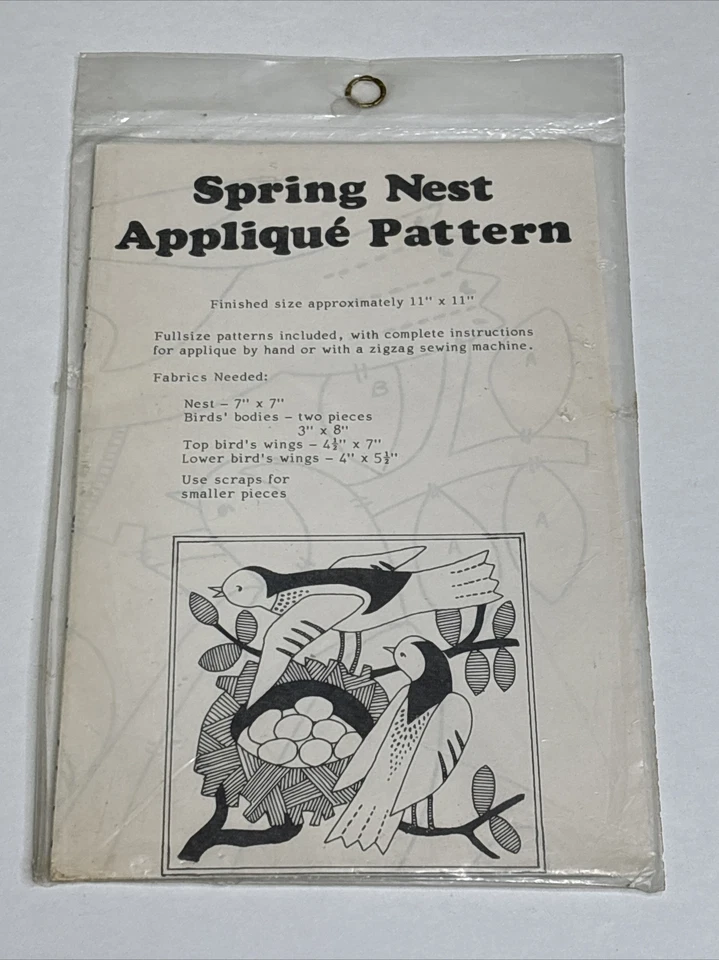 Spring Nest
Appliqué Pattern
Finished size approximately 11" x 11"
Fullsize patterns included, with complete instructions
for applique by hand or with a zigzag sewing machine.
Fabrics Needed:
Nest – 7" x 7"
Birds' bodies – two pieces
3" x 8"
Top bird's wings – 4½" x 7"
Lower bird's wings – 4" x 5½"
Use scraps for
smaller pieces
A
B
A
A